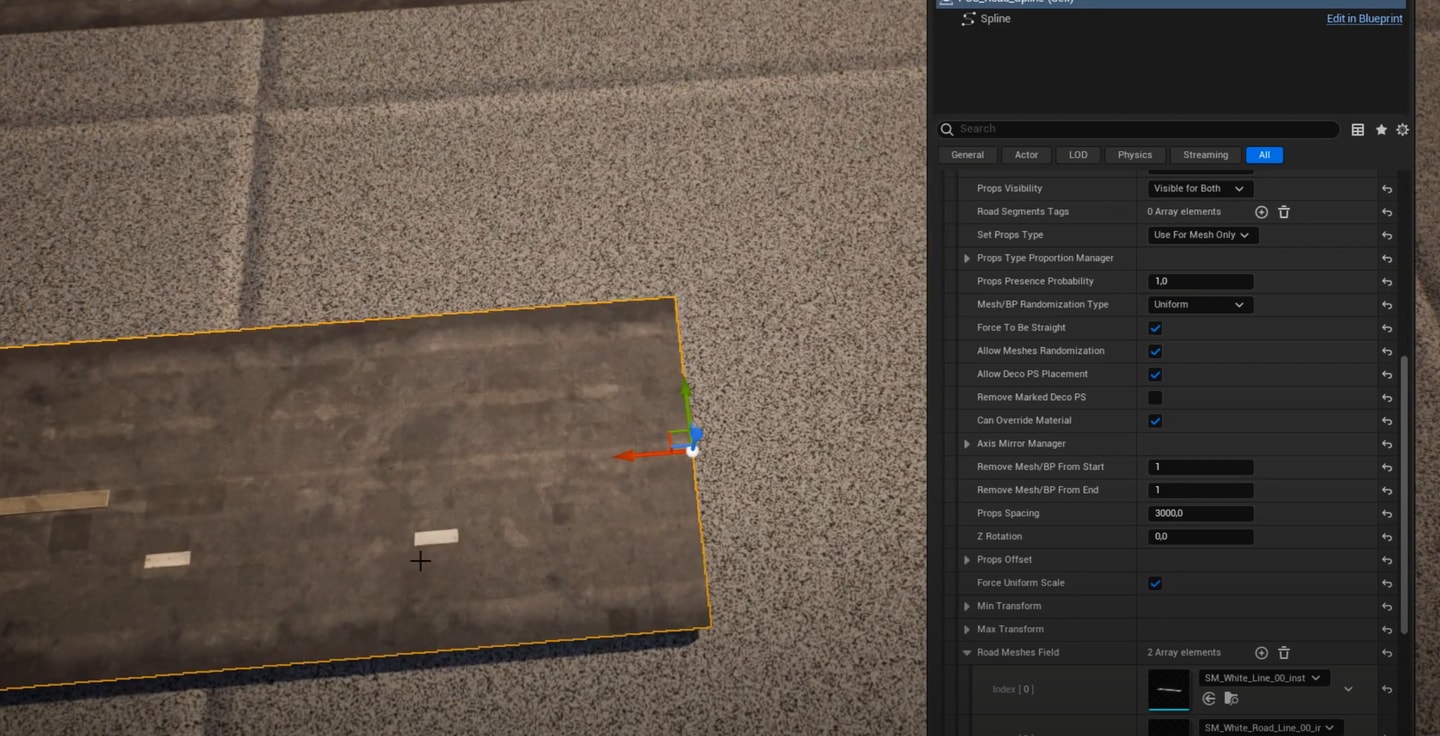 Spline Edit in Blueprint
Search
General Actor LOD Physics Streaming All
Props Visibility Visible for Both
Road Segments Tags 0 Array elements
Set Props Type Use For Mesh Only
Props Type Proportion Manager
Props Presence Probability 1,0
Mesh/BP Randomization Type Uniform
Force To Be Straight
Allow Meshes Randomization
Allow Deco PS Placement
Remove Marked Deco PS
Can Override Material
Axis Mirror Manager
Remove Mesh/BP From Start 1
Remove Mesh/BP From End 1
Props Spacing 3000,0
Z Rotation 0,0
Props Offset
Force Uniform Scale
Min Transform
Max Transform
Road Meshes Field 2 Array elements
Index [ 0 ] SM_White_Line_00_inst
SM_White_Road_Line_00_ir